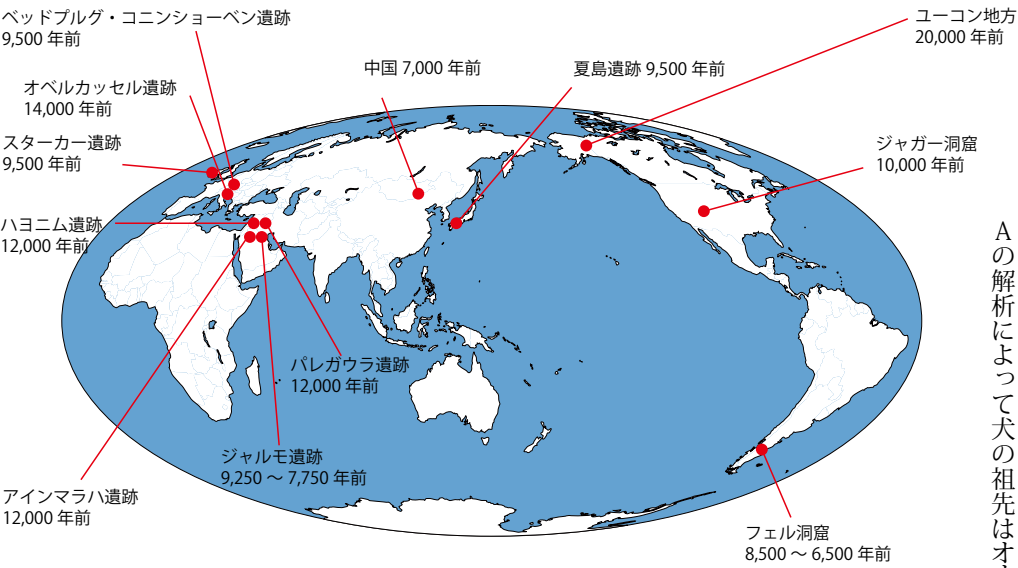 ベッドプルグ・コニンショーベン遺跡
9,500 年前
オベルカッセル遺跡
14,000 年前
スターカー遺跡
9,500 年前
ハヨニム遺跡
12,000 年前
アインマラハ遺跡
12,000 年前
ジャルモ遺跡
9,250 ～ 7,750 年前
パレガウラ遺跡
12,000 年前
中国 7,000 年前
夏島遺跡 9,500 年前
ユーコン地方
20,000 年前
ジャガー洞窟
10,000 年前
フェル洞窟
8,500 ～ 6,500 年前
Ａの解析によって犬の祖先はオ